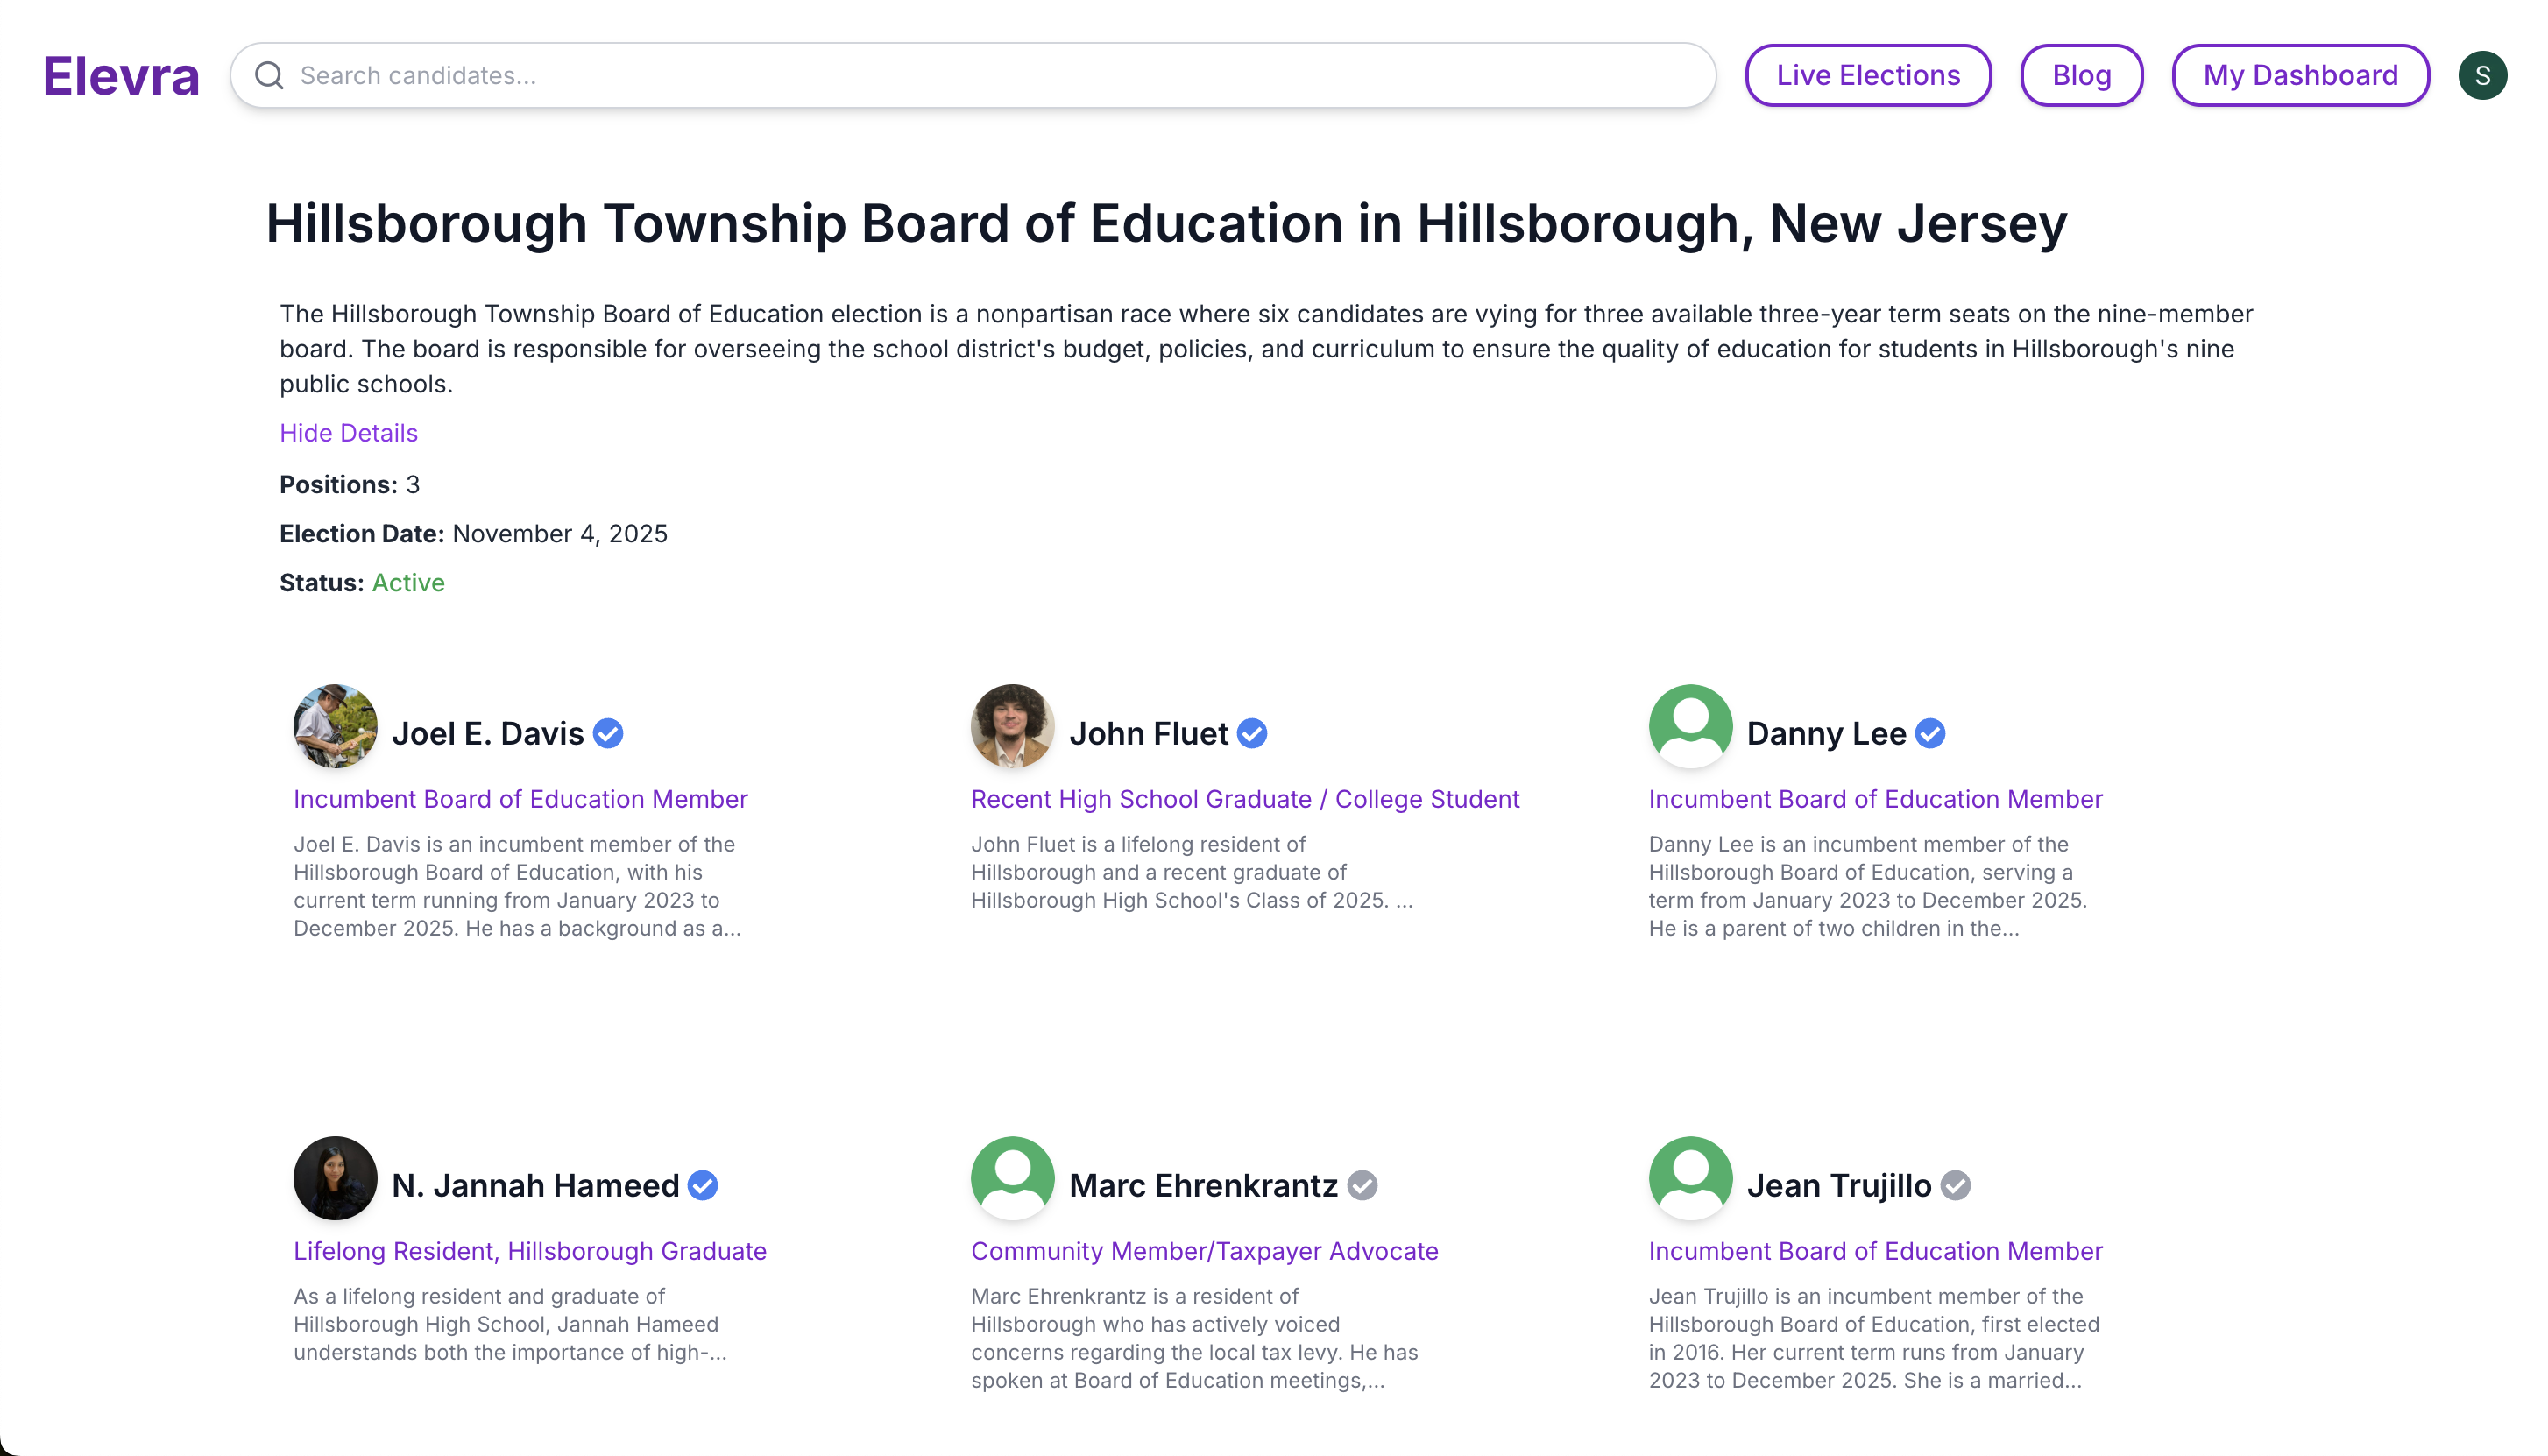 Elevra
Search candidates...
Live Elections
Blog
My Dashboard
S
Hillsborough Township Board of Education in Hillsborough, New Jersey
The Hillsborough Township Board of Education election is a nonpartisan race where six candidates are vying for three available three-year term seats on the nine-member
board. The board is responsible for overseeing the school district's budget, policies, and curriculum to ensure the quality of education for students in Hillsborough's nine
public schools.
Hide Details
Positions: 3
Election Date: November 4, 2025
Status: Active
Joel E. Davis
Incumbent Board of Education Member
Joel E. Davis is an incumbent member of the
Hillsborough Board of Education, with his
current term running from January 2023 to
December 2025. He has a background as a...
John Fluet
Recent High School Graduate / College Student
John Fluet is a lifelong resident of
Hillsborough and a recent graduate of
Hillsborough High School's Class of 2025. ...
Danny Lee
Incumbent Board of Education Member
Danny Lee is an incumbent member of the
Hillsborough Board of Education, serving a
term from January 2023 to December 2025.
He is a parent of two children in the...
N. Jannah Hameed
Lifelong Resident, Hillsborough Graduate
As a lifelong resident and graduate of
Hillsborough High School, Jannah Hameed
understands both the importance of high-...
Marc Ehrenkrantz
Community Member/Taxpayer Advocate
Marc Ehrenkrantz is a resident of
Hillsborough who has actively voiced
concerns regarding the local tax levy. He has
spoken at Board of Education meetings,...
Jean Trujillo
Incumbent Board of Education Member
Jean Trujillo is an incumbent member of the
Hillsborough Board of Education, first elected
in 2016. Her current term runs from January
2023 to December 2025. She is a married...